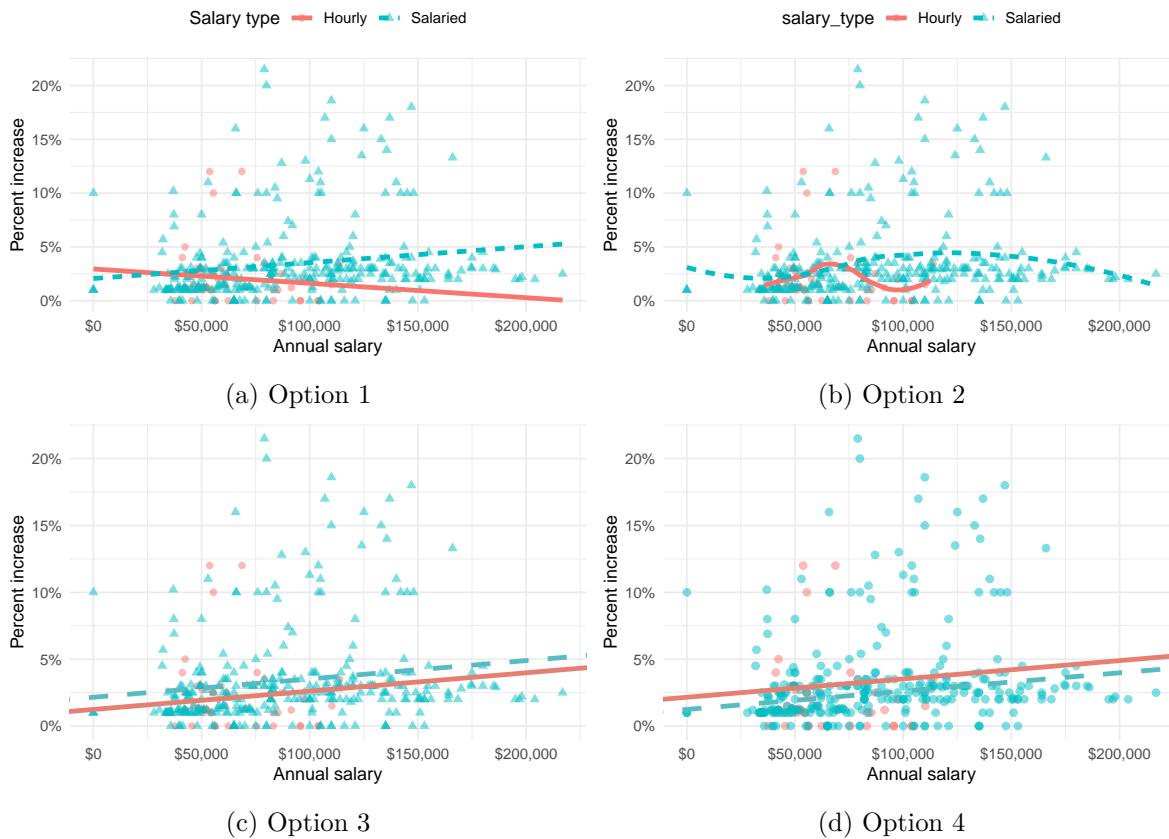 Salary type Hourly Salaried
20%
15%
10%
5%
0%
Percent increase
$0 $50,000 $100,000 $150,000 $200,000
Annual salary
(a) Option 1
salary_type Hourly Salaried
20%
15%
10%
5%
0%
Percent increase
$0 $50,000 $100,000 $150,000 $200,000
Annual salary
(b) Option 2
20%
15%
10%
5%
0%
Percent increase
$0 $50,000 $100,000 $150,000 $200,000
Annual salary
(c) Option 3
20%
15%
10%
5%
0%
Percent increase
$0 $50,000 $100,000 $150,000 $200,000
Annual salary
(d) Option 4